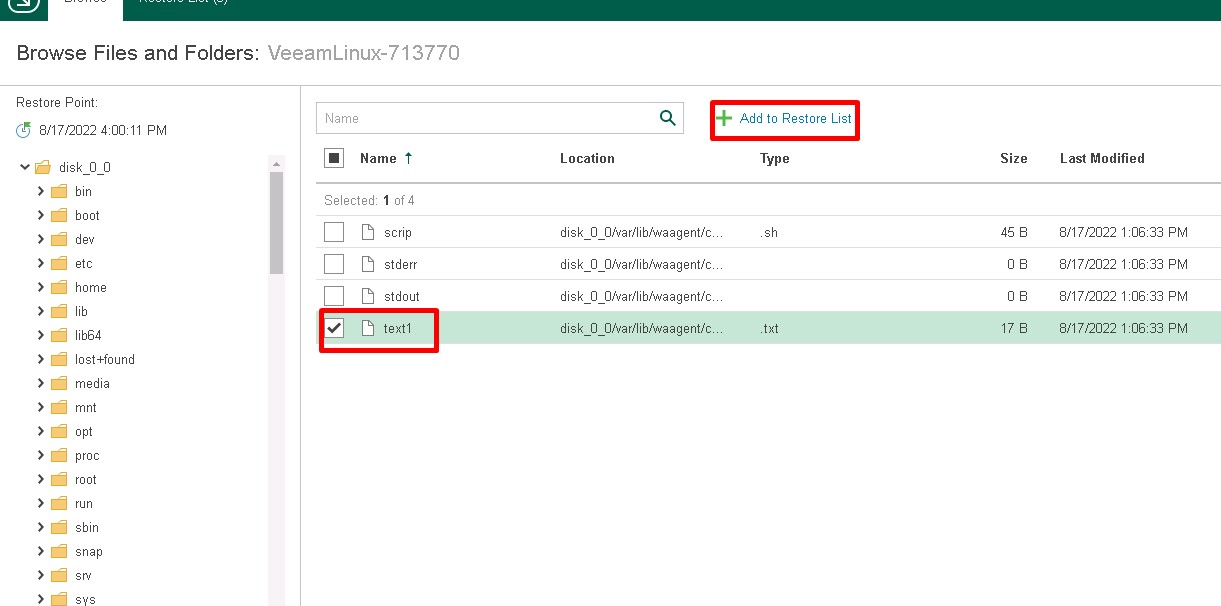 Browse Restore List
Browse Files and Folders: VeeamLinux-713770
Restore Point:
8/17/2022 4:00:11 PM
disk_0_0
bin
boot
dev
etc
home
lib
lib64
lost+found
media
mnt
opt
proc
root
run
sbin
snap
srv
sys
Name
Add to Restore List
Name Location Type Size Last Modified
Selected: 1 of 4
scrip disk_0_0/var/lib/waagent/c... .sh 45 B 8/17/2022 1:06:33 PM
stderr disk_0_0/var/lib/waagent/c... 0 B 8/17/2022 1:06:33 PM
stdout disk_0_0/var/lib/waagent/c... 0 B 8/17/2022 1:06:33 PM
text1 disk_0_0/var/lib/waagent/c... .txt 17 B 8/17/2022 1:06:33 PM